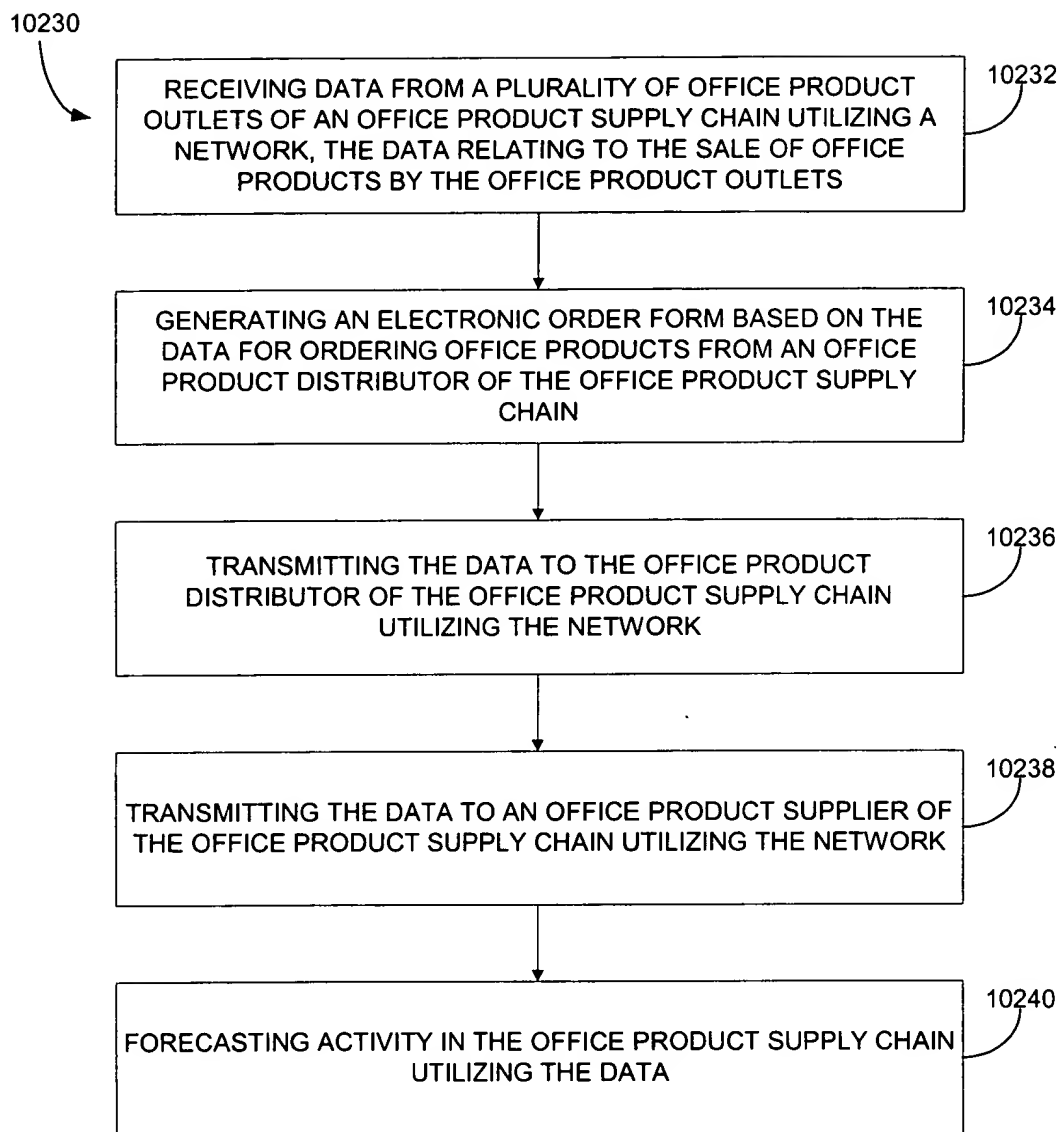 10230
10232
RECEIVING DATA FROM A PLURALITY OF OFFICE PRODUCT
OUTLETS OF AN OFFICE PRODUCT SUPPLY CHAIN UTILIZING A
NETWORK, THE DATA RELATING TO THE SALE OF OFFICE
PRODUCTS BY THE OFFICE PRODUCT OUTLETS
10234
GENERATING AN ELECTRONIC ORDER FORM BASED ON THE
DATA FOR ORDERING OFFICE PRODUCTS FROM AN OFFICE
PRODUCT DISTRIBUTOR OF THE OFFICE PRODUCT SUPPLY
CHAIN
10236
TRANSMITTING THE DATA TO THE OFFICE PRODUCT
DISTRIBUTOR OF THE OFFICE PRODUCT SUPPLY CHAIN
UTILIZING THE NETWORK
10238
TRANSMITTING THE DATA TO AN OFFICE PRODUCT SUPPLIER OF
THE OFFICE PRODUCT SUPPLY CHAIN UTILIZING THE NETWORK
10240
FORECASTING ACTIVITY IN THE OFFICE PRODUCT SUPPLY CHAIN
UTILIZING THE DATA